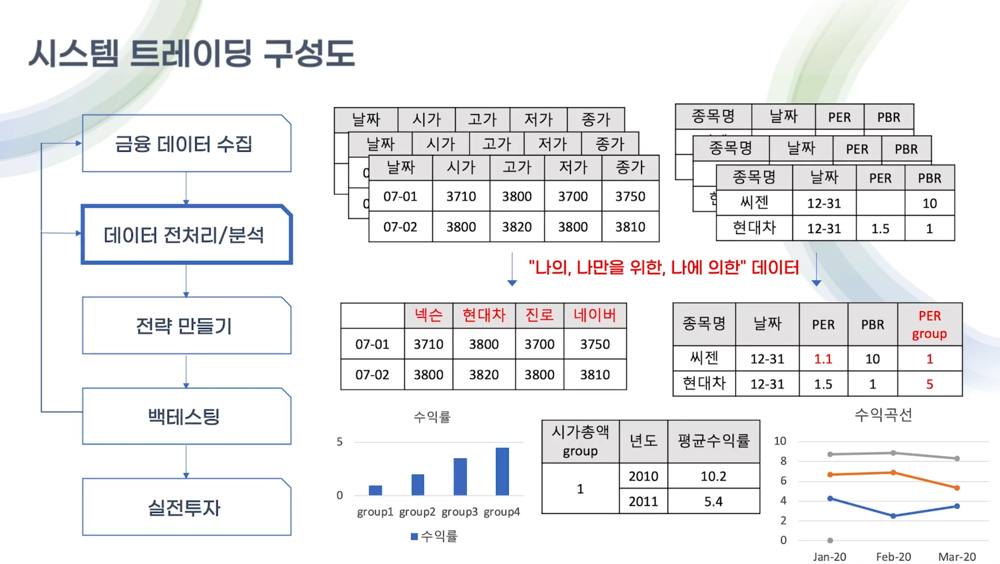 시스템 트레이딩 구성도
금융 데이터 수집
데이터 전처리/분석
전략 만들기
백테스팅
실전투자
날짜 시가 고가 저가 종가
날짜 시가 고가 저가 종가
날짜 시가 고가 저가 종가
07-01 3710 3800 3700 3750
07-02 3800 3820 3800 3810
종목명 날짜 PER PBR
종목명 날짜 PER PBR
종목명 날짜 PER PBR
씨젠 12-31 10
현대차 12-31 1.5 1
"나의, 나만을 위한, 나에 의한" 데이터
넥슨 현대차 진로 네이버
07-01 3710 3800 3700 3750
07-02 3800 3820 3800 3810
종목명 날짜 PER PBR PER
group
씨젠 12-31 1.1 10 1
현대차 12-31 1.5 1 5
수익률
5
0
group1 group2 group3 group4
수익률
시가총액
group
년도 평균수익률
1
2010 10.2
2011 5.4
수익곡선
10
8
6
4
2
0
Jan-20 Feb-20 Mar-20